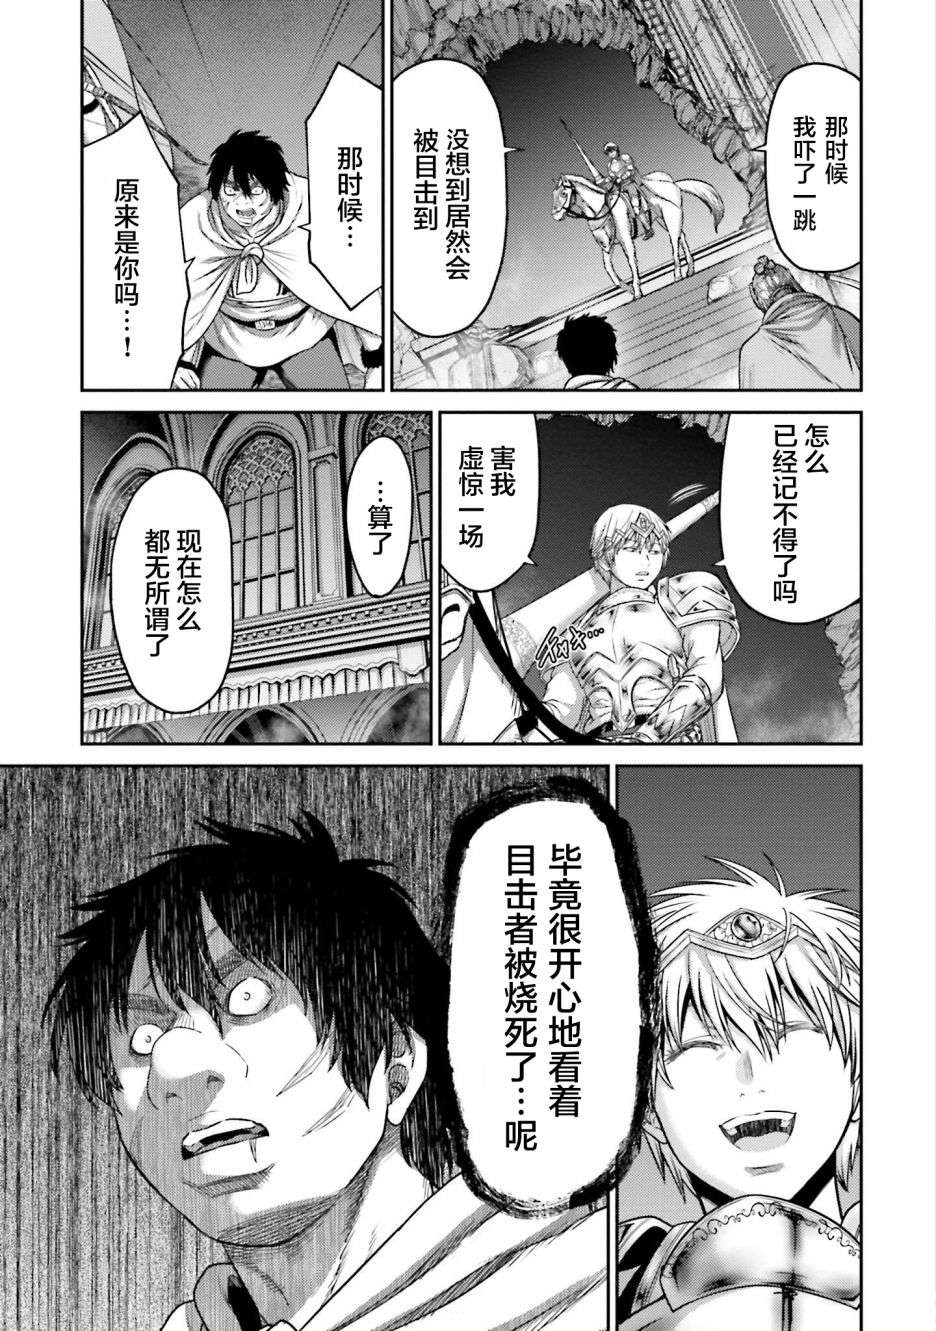 那时候
我吓了一跳
没想到居然会
被目击到
那时候…
原来是你吗…！
怎么
已经记不得了吗
害我
虚惊一场
チャキ…
…算了
现在怎么
都无所谓了
毕竟很开心地看着
目击者被烧死了…呢